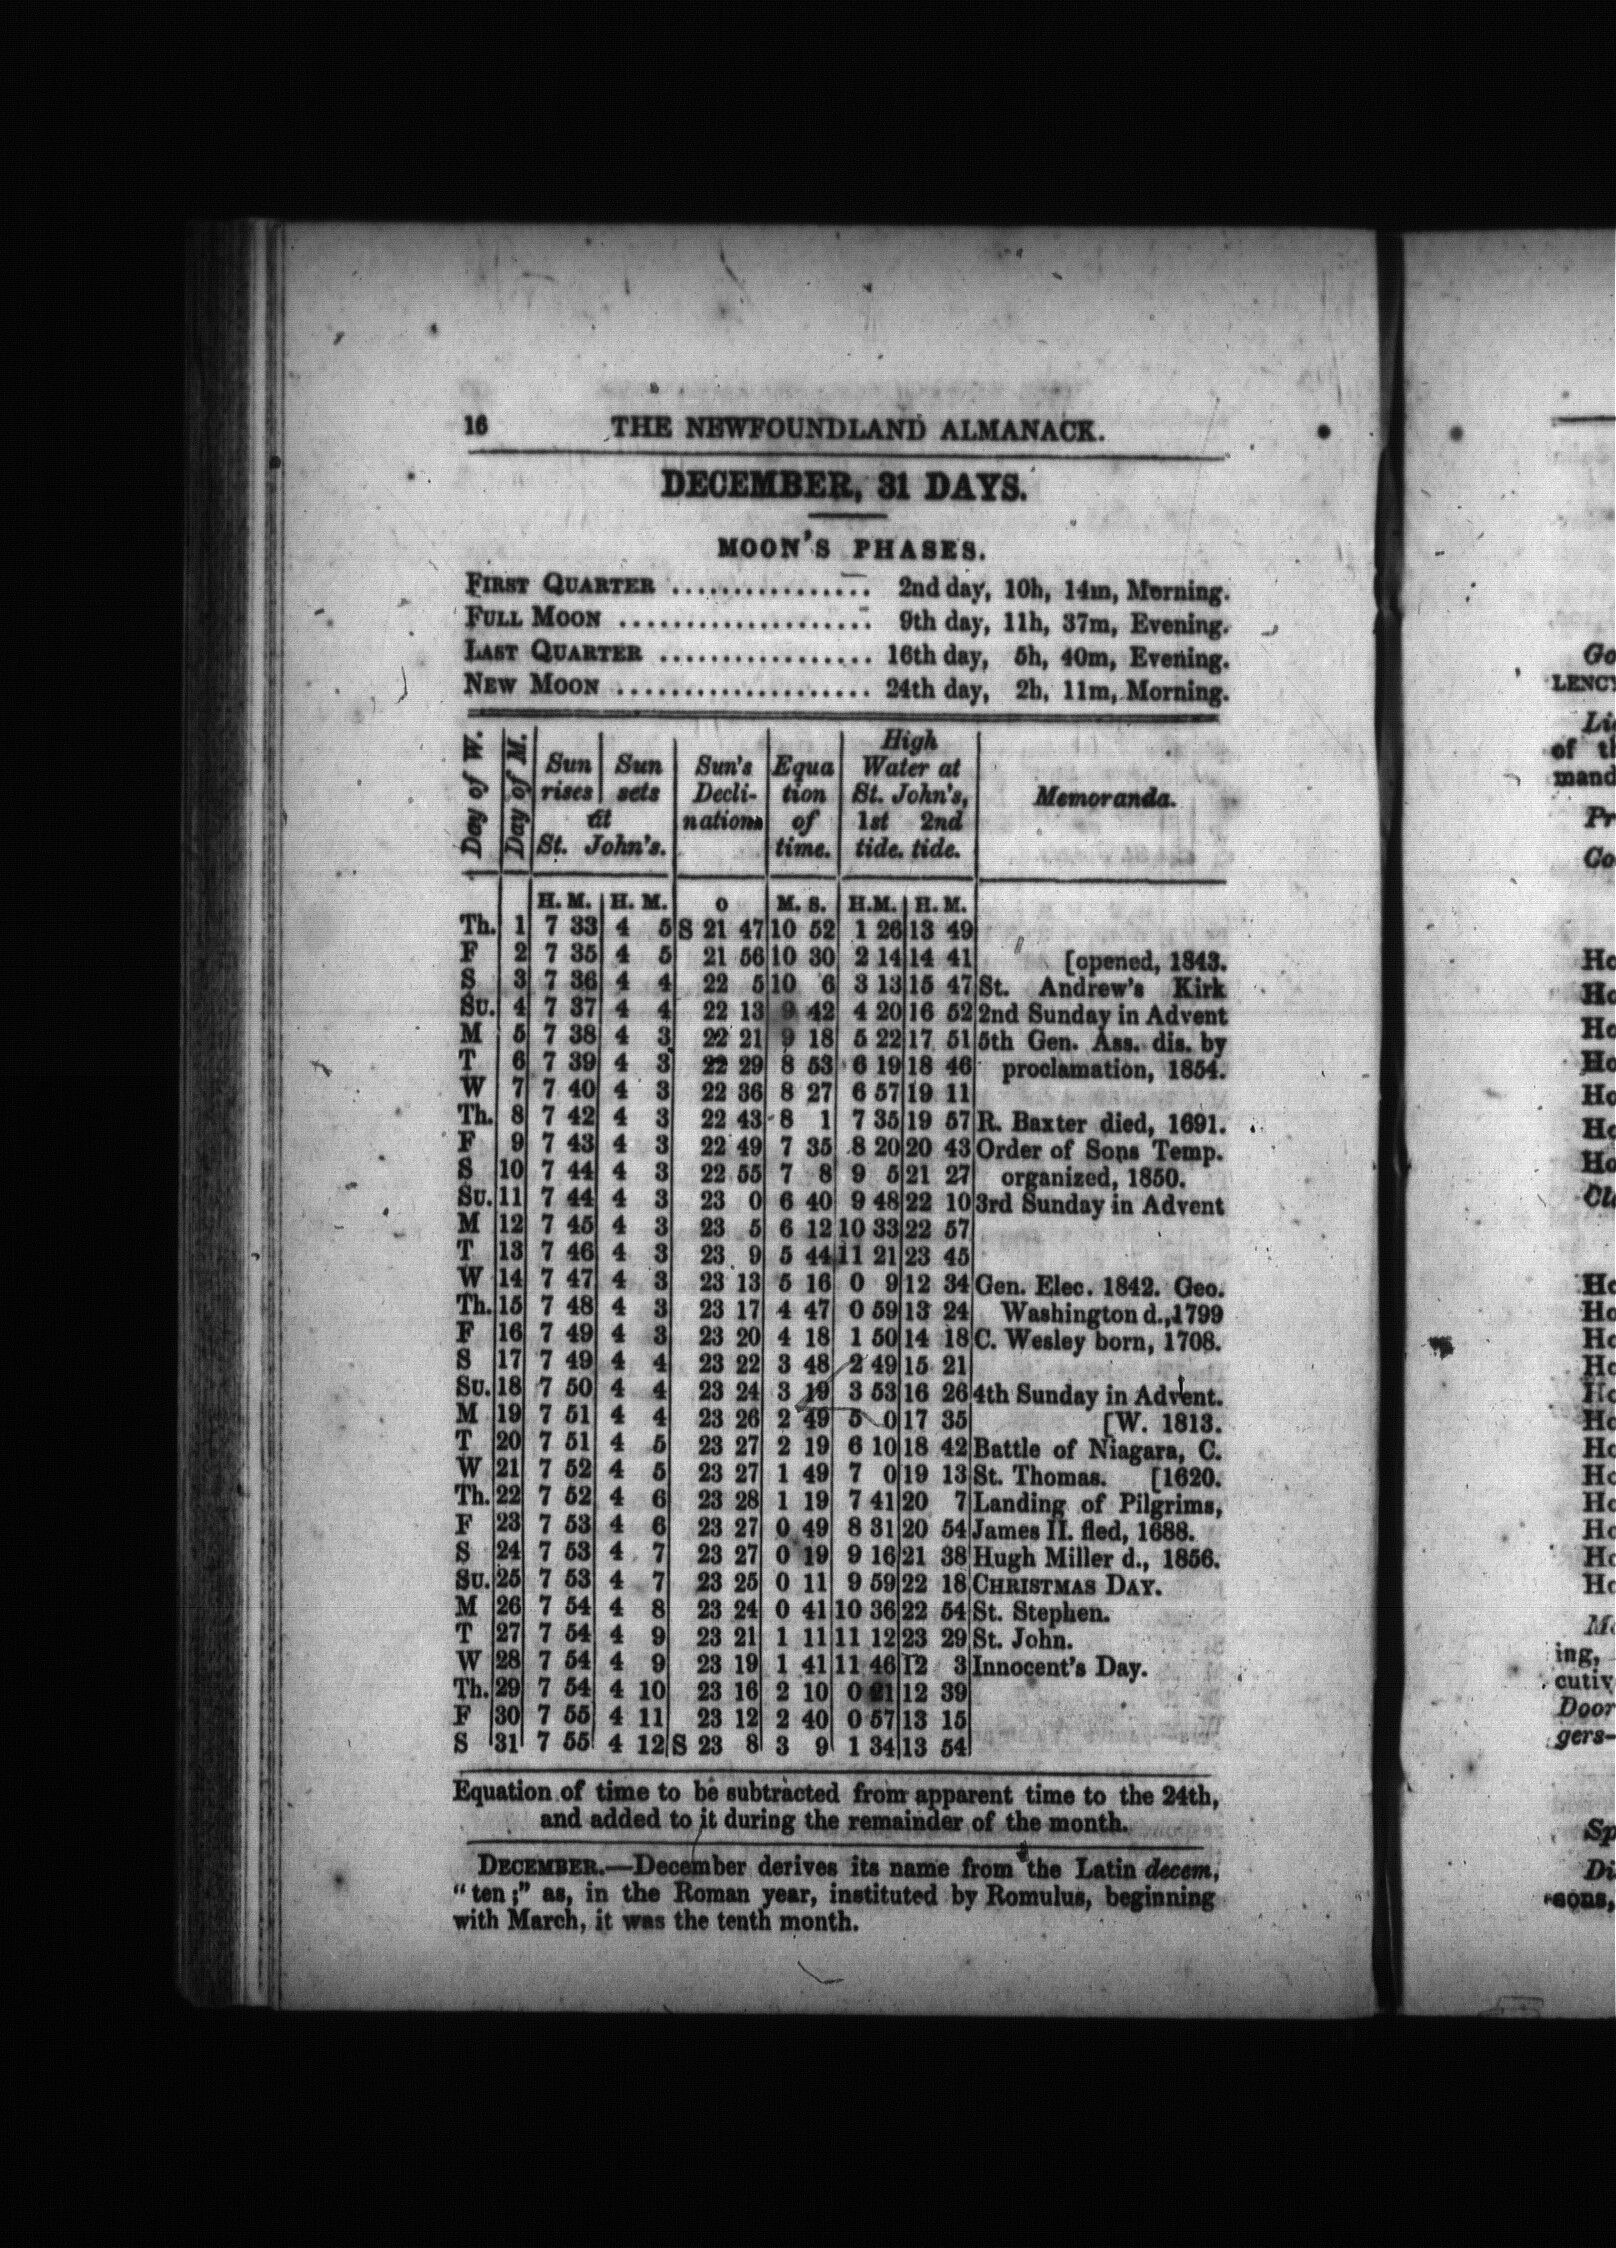 16 THE NEWFOUNDLAND ALMANACK.
DECEMBER, 31 DAYS.
MOON'S PHASES.
FIRST QUARTER ................ 2nd day, 10h, 14m, Morning.
FULL MOON .................... 9th day, 11h, 37m, Evening.
LAST QUARTER ................. 16th day, 5h, 40m, Evening.
NEW MOON .................... 24th day, 2h, 11m, Morning.
Day of W. Day of M. Sun rises Sun sets at St. John's. Sun's Declination Equation of time. High Water at St. John's, 1st tide. 2nd tide. Memoranda.
H. M. H. M. o M. S. H.M. H. M.
Th. 1 7 33 4 5 S 21 47 10 52 1 26 13 49
F 2 7 35 4 5 21 56 10 30 2 14 14 41 [opened, 1843.
S 3 7 36 4 4 22 5 10 6 3 13 15 47 St. Andrew's Kirk
SU. 4 7 37 4 4 22 13 9 42 4 20 16 52 2nd Sunday in Advent
M 5 7 38 4 3 22 21 9 18 5 22 17 51 5th Gen. Ass. dis. by
T 6 7 39 4 3 22 29 8 53 6 19 18 46 proclamation, 1854.
W 7 7 40 4 3 22 36 8 27 6 57 19 11
Th. 8 7 42 4 3 22 43 8 1 7 35 19 57 R. Baxter died, 1691.
F 9 7 43 4 3 22 49 7 35 8 20 20 43 Order of Sons Temp.
S 10 7 44 4 3 22 55 7 8 9 5 21 27 organized, 1850.
SU. 11 7 44 4 3 23 0 6 40 9 48 22 10 3rd Sunday in Advent
M 12 7 45 4 3 23 5 6 12 10 33 22 57
T 13 7 46 4 3 23 9 5 44 11 21 23 45
W 14 7 47 4 3 23 13 5 16 0 9 12 34 Gen. Elec. 1842. Geo.
Th. 15 7 48 4 3 23 17 4 47 0 59 13 24 Washington d., 1799
F 16 7 49 4 3 23 20 4 18 1 50 14 18 C. Wesley born, 1708.
S 17 7 49 4 4 23 22 3 48 2 49 15 21
SU. 18 7 50 4 4 23 24 3 19 3 53 16 26 4th Sunday in Advent.
M 19 7 51 4 4 23 26 2 49 5 0 17 35 [W. 1813.
T 20 7 51 4 5 23 27 2 19 6 10 18 42 Battle of Niagara, C.
W 21 7 52 4 5 23 27 1 49 7 0 19 13 St. Thomas. [1620.
Th. 22 7 52 4 6 23 28 1 19 7 41 20 7 Landing of Pilgrims,
F 23 7 53 4 6 23 27 0 49 8 31 20 54 James II. fled, 1688.
S 24 7 53 4 7 23 27 0 19 9 16 21 38 Hugh Miller d., 1856.
SU. 25 7 53 4 7 23 25 0 11 9 59 22 18 CHRISTMAS DAY.
M 26 7 54 4 8 23 24 0 41 10 36 22 54 St. Stephen.
T 27 7 54 4 9 23 21 1 11 11 12 23 29 St. John.
W 28 7 54 4 9 23 19 1 41 11 46 12 3 Innocent's Day.
Th. 29 7 54 4 10 23 16 2 10 0 21 12 39
F 30 7 55 4 11 23 12 2 40 0 57 13 15
S 31 7 55 4 12 S 23 8 3 9 1 34 13 54
Equation of time to be subtracted from apparent time to the 24th,
and added to it during the remainder of the month.
DECEMBER.—December derives its name from the Latin decem,
"ten;" as, in the Roman year, instituted by Romulus, beginning
with March, it was the tenth month.